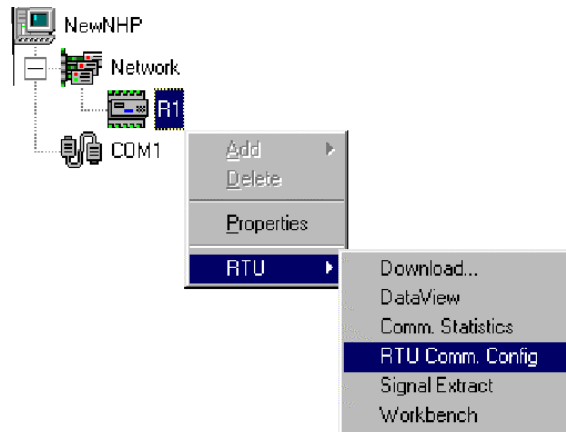 NewNHP
Network
R1
COM1
Add
Delete
Properties
RTU
Download...
DataView
Comm. Statistics
RTU Comm. Config
Signal Extract
Workbench